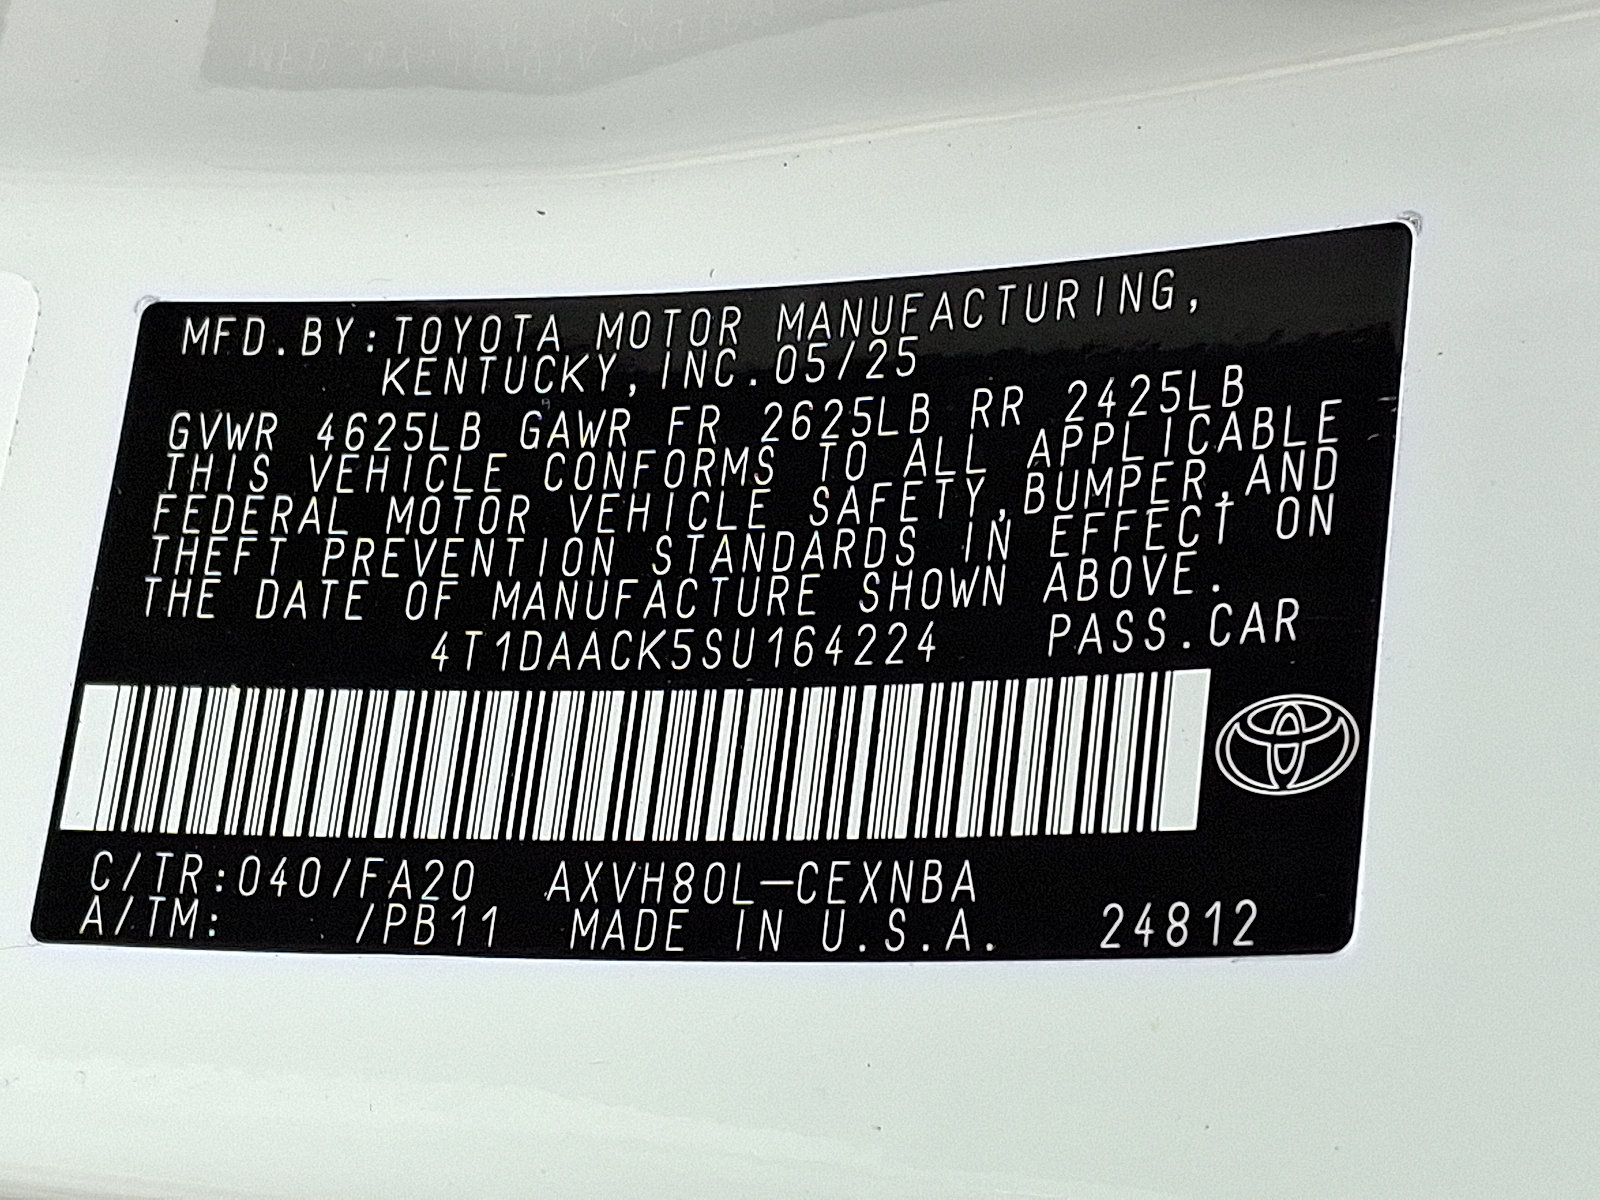 MFD.BY:TOYOTA MOTOR MANUFACTURING,
KENTUCKY,INC.05/25
GVWR 4625LB GAWR FR 2625LB RR 2425LB
THIS VEHICLE CONFORMS TO ALL APPLICABLE
FEDERAL MOTOR VEHICLE SAFETY,BUMPER,AND
THEFT PREVENTION STANDARDS IN EFFECT ON
THE DATE OF MANUFACTURE SHOWN ABOVE.
4T1DAACK5SU164224 PASS.CAR
C/TR:040/FA20 AXVH80L-CEXNBA
A/TM: /PB11 MADE IN U.S.A. 24812